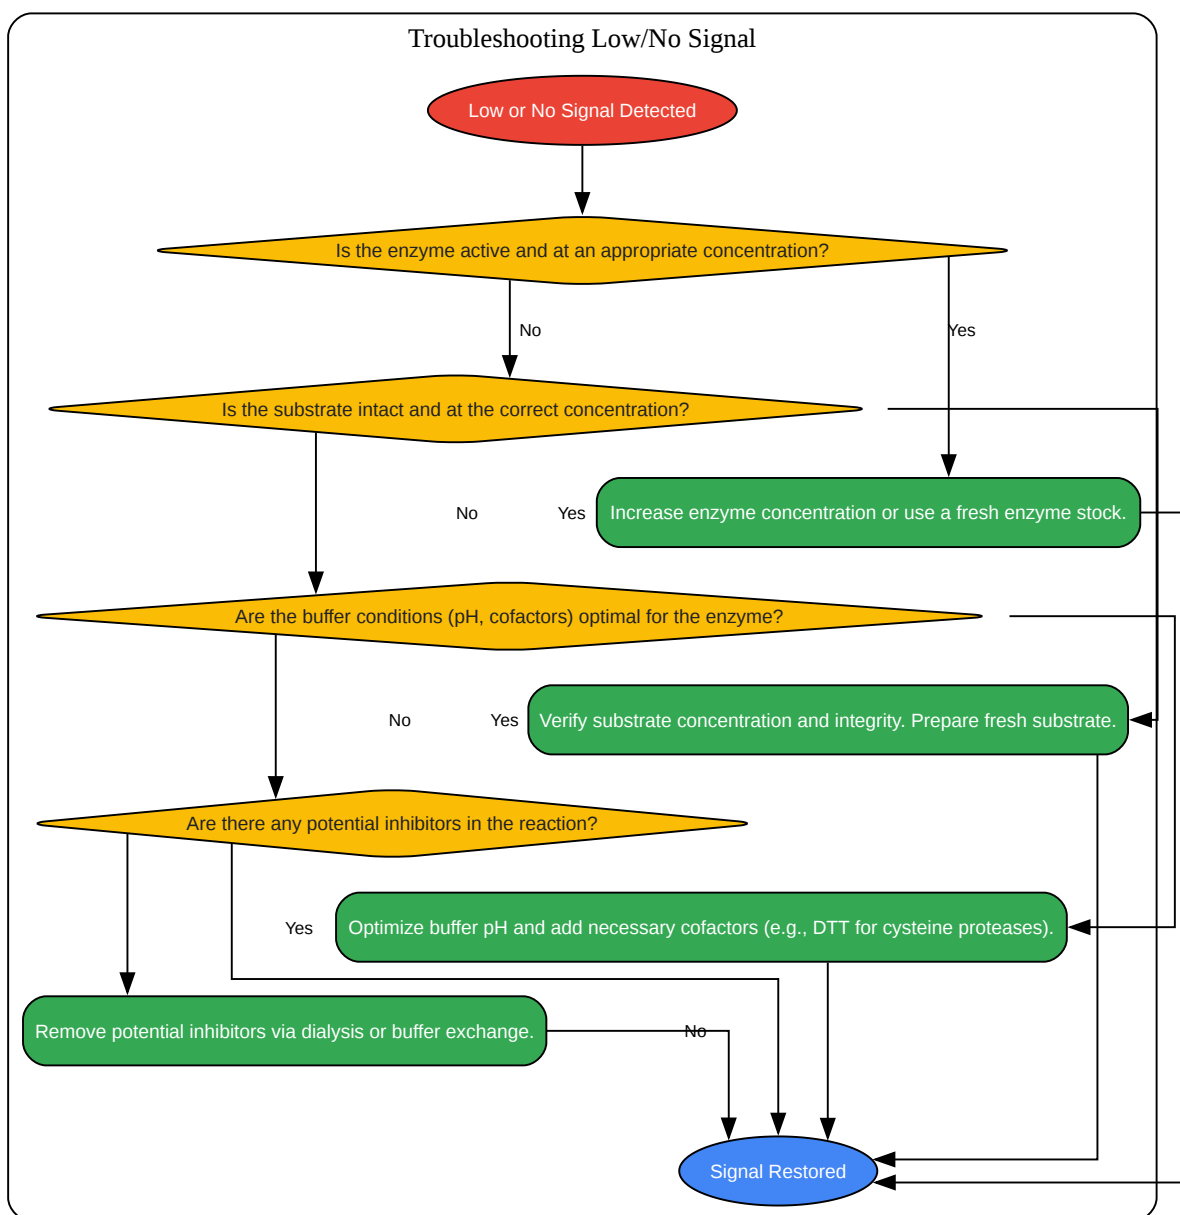 Troubleshooting Low/No Signal
Low or No Signal Detected
Is the enzyme active and at an appropriate concentration?
No
Yes
Is the substrate intact and at the correct concentration?
No
Yes
Increase enzyme concentration or use a fresh enzyme stock.
Are the buffer conditions (pH, cofactors) optimal for the enzyme?
No
Yes
Verify substrate concentration and integrity. Prepare fresh substrate.
Are there any potential inhibitors in the reaction?
Yes
Optimize buffer pH and add necessary cofactors (e.g., DTT for cysteine proteases).
Remove potential inhibitors via dialysis or buffer exchange.
No
Signal Restored